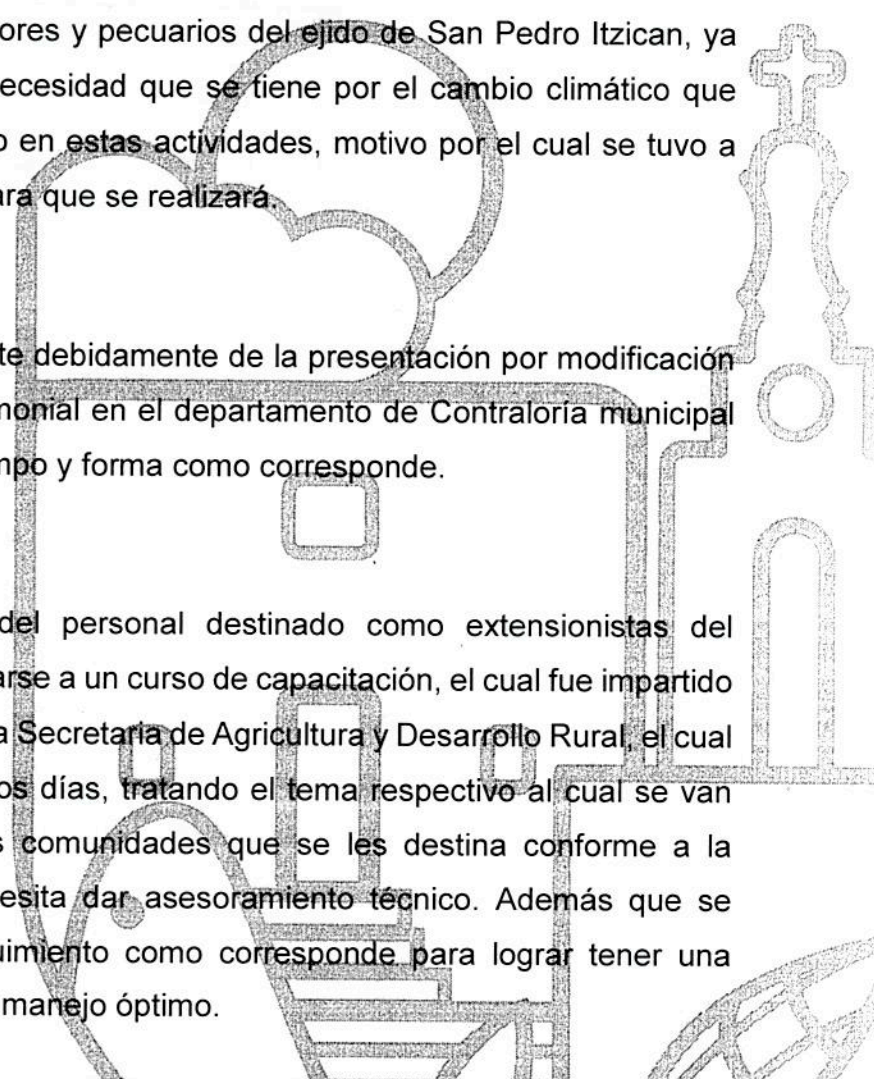 ores y pecuarios del ejido de San Pedro Itzican, ya
ecesidad que se tiene por el cambio climático que
o en estas actividades, motivo por el cual se tuvo a
ara que se realizará.
te debidamente de la presentación por modificación
monial en el departamento de Contraloría municipal
mpo y forma como corresponde.
del personal destinado como extensionistas del
arse a un curso de capacitación, el cual fue impartido
a Secretaria de Agricultura y Desarrollo Rural, el cual
os días, tratando el tema respectivo al cual se van
s comunidades que se les destina conforme a la
esita dar asesoramiento técnico. Además que se
uimiento como corresponde para lograr tener una
manejo óptimo.